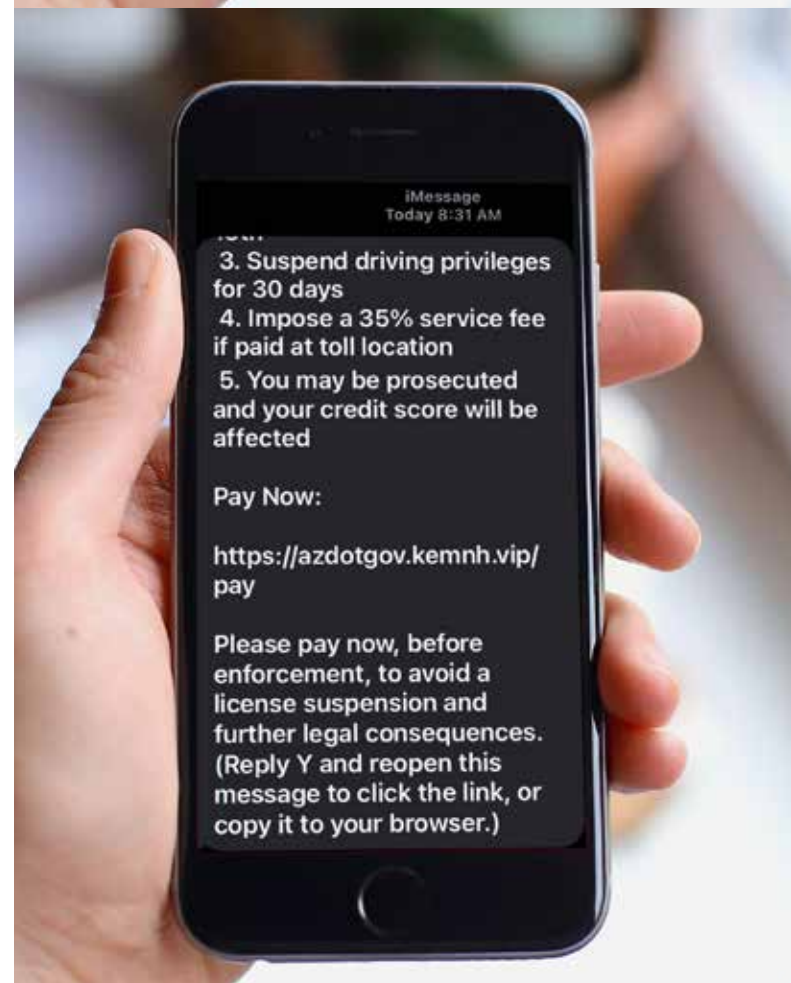 iMessage
Today 8:31 AM
3. Suspend driving privileges
for 30 days
4. Impose a 35% service fee
if paid at toll location
5. You may be prosecuted
and your credit score will be
affected
Pay Now:
https://azdotgov.kemnh.vip/
pay
Please pay now, before
enforcement, to avoid a
license suspension and
further legal consequences.
(Reply Y and reopen this
message to click the link, or
copy it to your browser.)